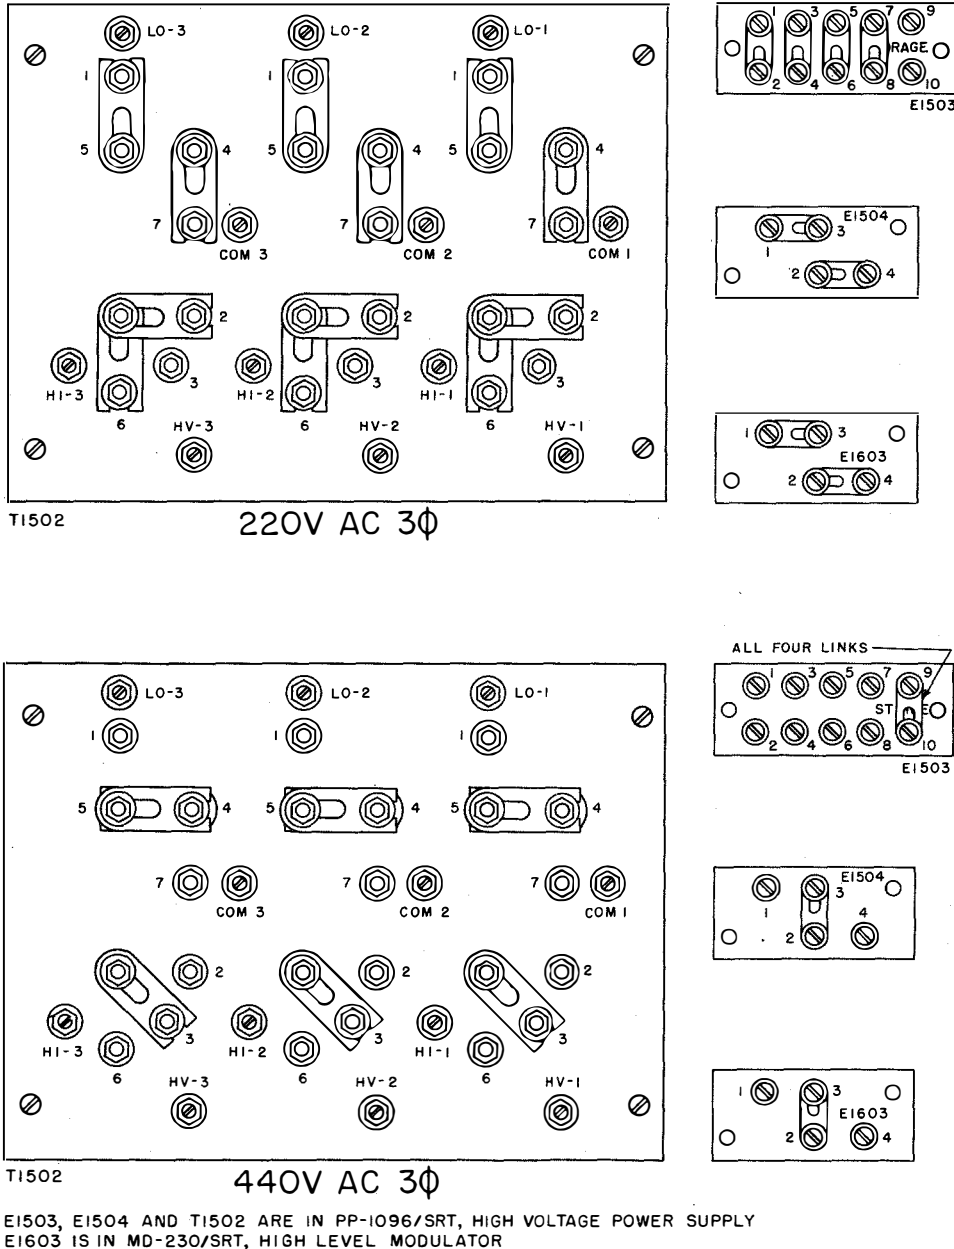 LO-3 LO-2 LO-1
1 1 1
5 4 5 4 5 4
7 7 7
COM 3 COM 2 COM 1
2 2 2
3 3 3
HI-3 HI-2 HI-1
6 6 6
HV-3 HV-2 HV-1
T1502
220V AC 3Φ
1 3 5 7 9
RAGE
2 4 6 8 10
E1503
E1504
1 3
2 4
1 3
E1603
2 4
LO-3 LO-2 LO-1
1 1 1
5 4 5 4 5 4
7 7 7
COM 3 COM 2 COM 1
2 2 2
HI-3 3 HI-2 3 HI-1 3
6 6 6
HV-3 HV-2 HV-1
T1502
440V AC 3Φ
ALL FOUR LINKS
1 3 5 7 9
ST E
2 4 6 8 10
E1503
E1504
1 3 4
2
1 3
E1603
2 4
E1503, E1504 AND T1502 ARE IN PP-1096/SRT, HIGH VOLTAGE POWER SUPPLY
E1603 IS IN MD-230/SRT, HIGH LEVEL MODULATOR